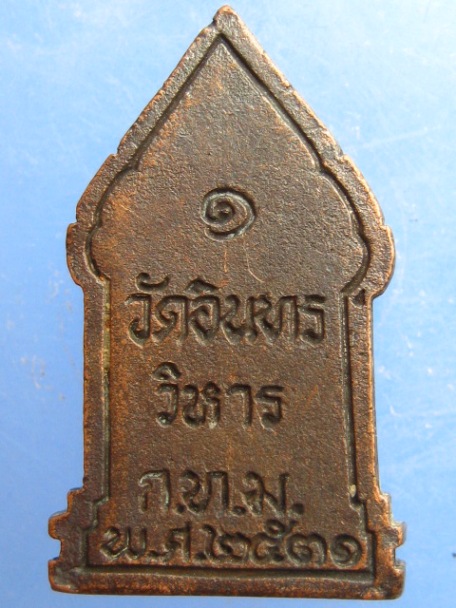 ๑
วัดอินทร
วิหาร
ก.ท.ม.
พ.ศ.๒๕๓๑